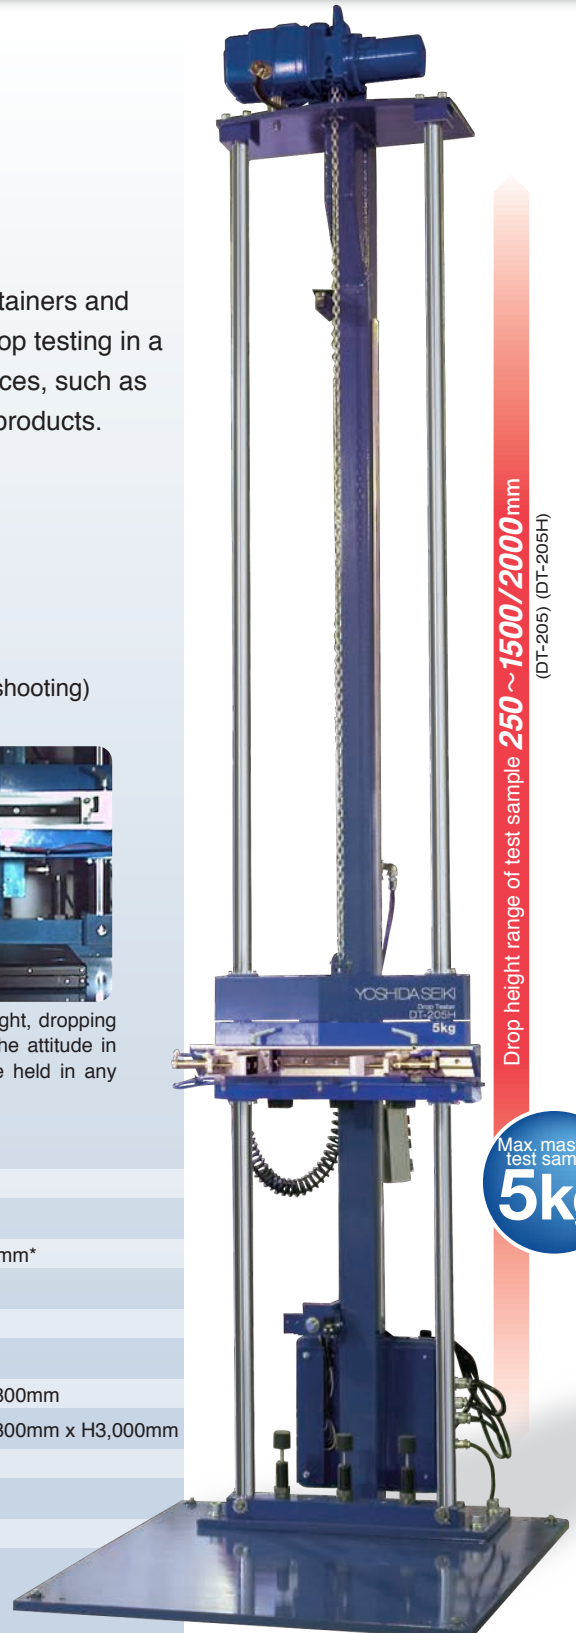 tainers and
op testing in a
ces, such as
products.
shooting)
ght, dropping
he attitude in
e held in any
mm*
300mm
300mm x H3,000mm
YOSHIDA SEIKI
Drop Tester
DT-205H
5kg
Drop height range of test sample 250~1500/2000mm
(DT-205) (DT-205H)
Max. mas
test sam
5k